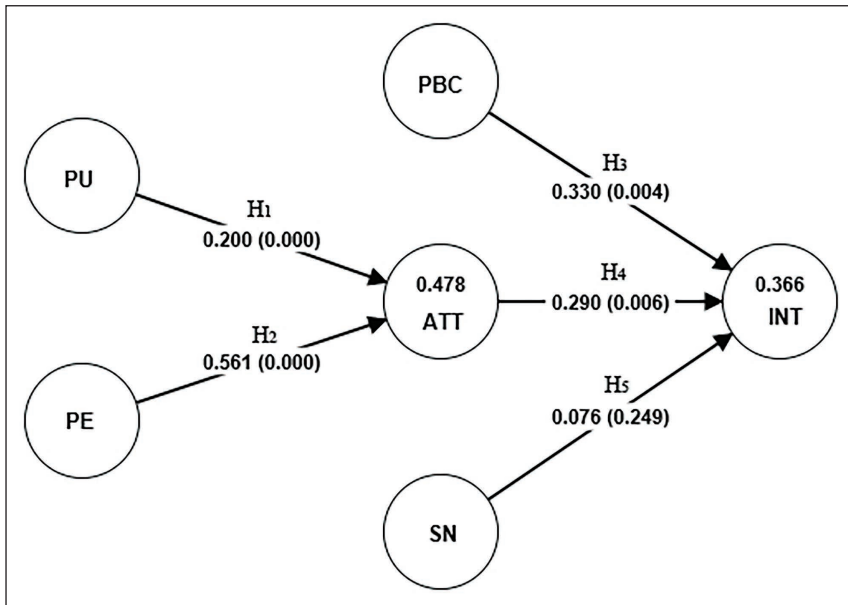 PBC
PU
H₃
0.330 (0.004)
H₁
0.200 (0.000)
0.478
ATT
H₄
0.290 (0.006)
0.366
INT
H₂
0.561 (0.000)
PE
H₅
0.076 (0.249)
SN